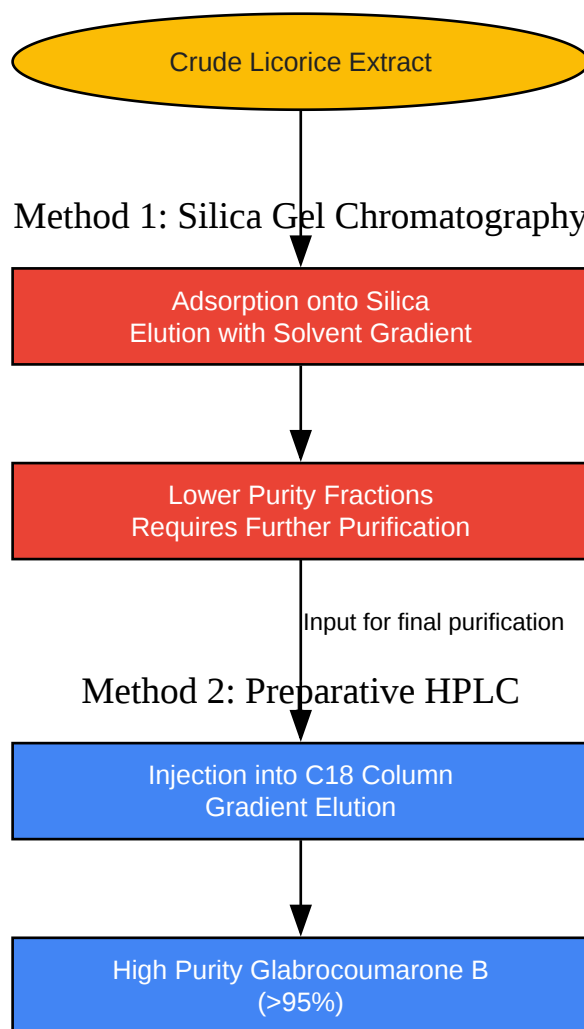 Crude Licorice Extract
Method 1: Silica Gel Chromatography
Adsorption onto Silica
Elution with Solvent Gradient
Lower Purity Fractions
Requires Further Purification
Input for final purification
Method 2: Preparative HPLC
Injection into C18 Column
Gradient Elution
High Purity Glabrocoumarone B
(>95%)